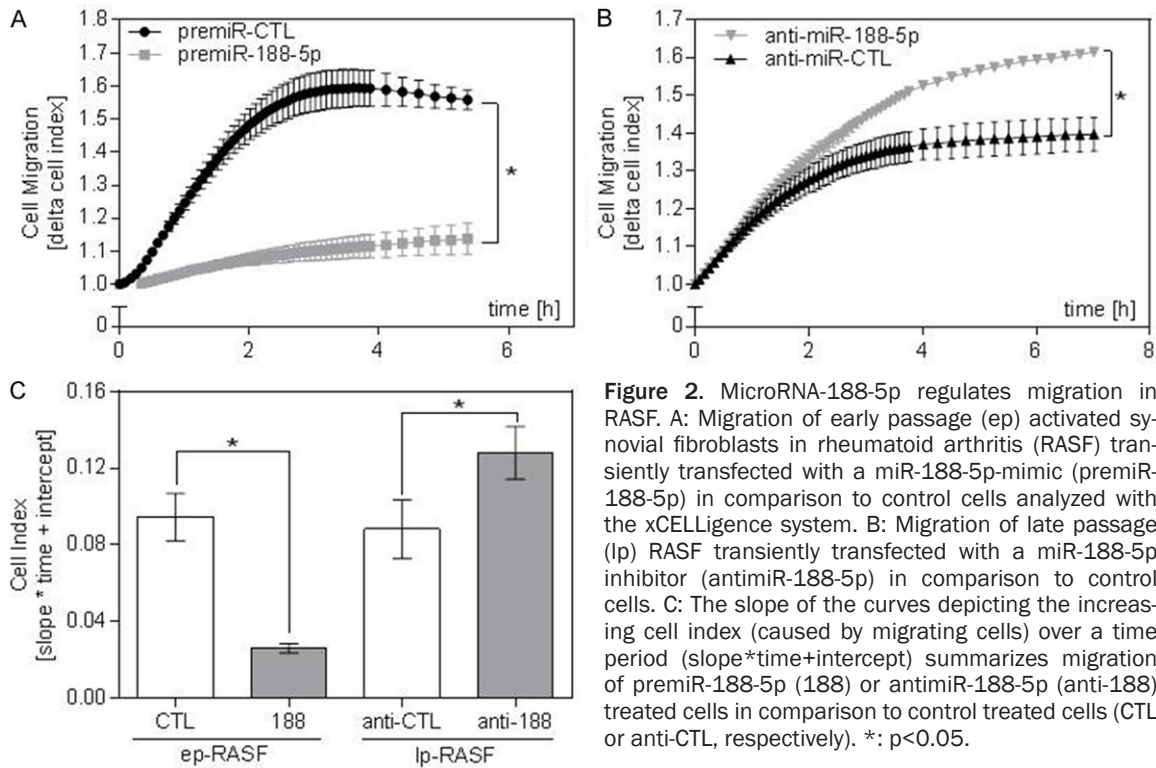 A
1.8
1.7
1.6
1.5
1.4
1.3
1.2
1.1
1.0
0
premiR-CTL
premiR-188-5p
*
Cell Migration
[delta cell index]
time [h]
0 2 4 6
B
1.7
1.6
1.5
1.4
1.3
1.2
1.1
1.0
0
anti-miR-188-5p
anti-miR-CTL
*
Cell Migration
[delta cell index]
time [h]
0 2 4 6 8
C
0.16
0.12
0.08
0.04
0.00
Cell Index
[slope * time + intercept]
*
*
CTL 188 anti-CTL anti-188
ep-RASF lp-RASF
Figure 2. MicroRNA-188-5p regulates migration in
RASF. A: Migration of early passage (ep) activated sy-
novial fibroblasts in rheumatoid arthritis (RASF) tran-
siently transfected with a miR-188-5p-mimic (premiR-
188-5p) in comparison to control cells analyzed with
the xCELLigence system. B: Migration of late passage
(lp) RASF transiently transfected with a miR-188-5p
inhibitor (antimiR-188-5p) in comparison to control
cells. C: The slope of the curves depicting the increas-
ing cell index (caused by migrating cells) over a time
period (slope*time+intercept) summarizes migration
of premiR-188-5p (188) or antimiR-188-5p (anti-188)
treated cells in comparison to control treated cells (CTL
or anti-CTL, respectively). *: p<0.05.